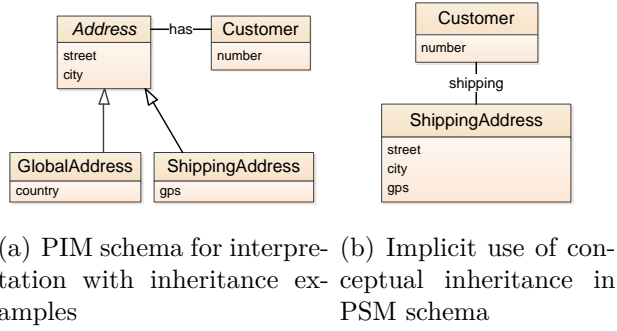 Address
has
Customer
street
city
number
GlobalAddress
country
ShippingAddress
gps
Customer
number
shipping
ShippingAddress
street
city
gps
(a) PIM schema for interpre-
tation with inheritance ex-
amples
(b) Implicit use of con-
ceptual inheritance in
PSM schema